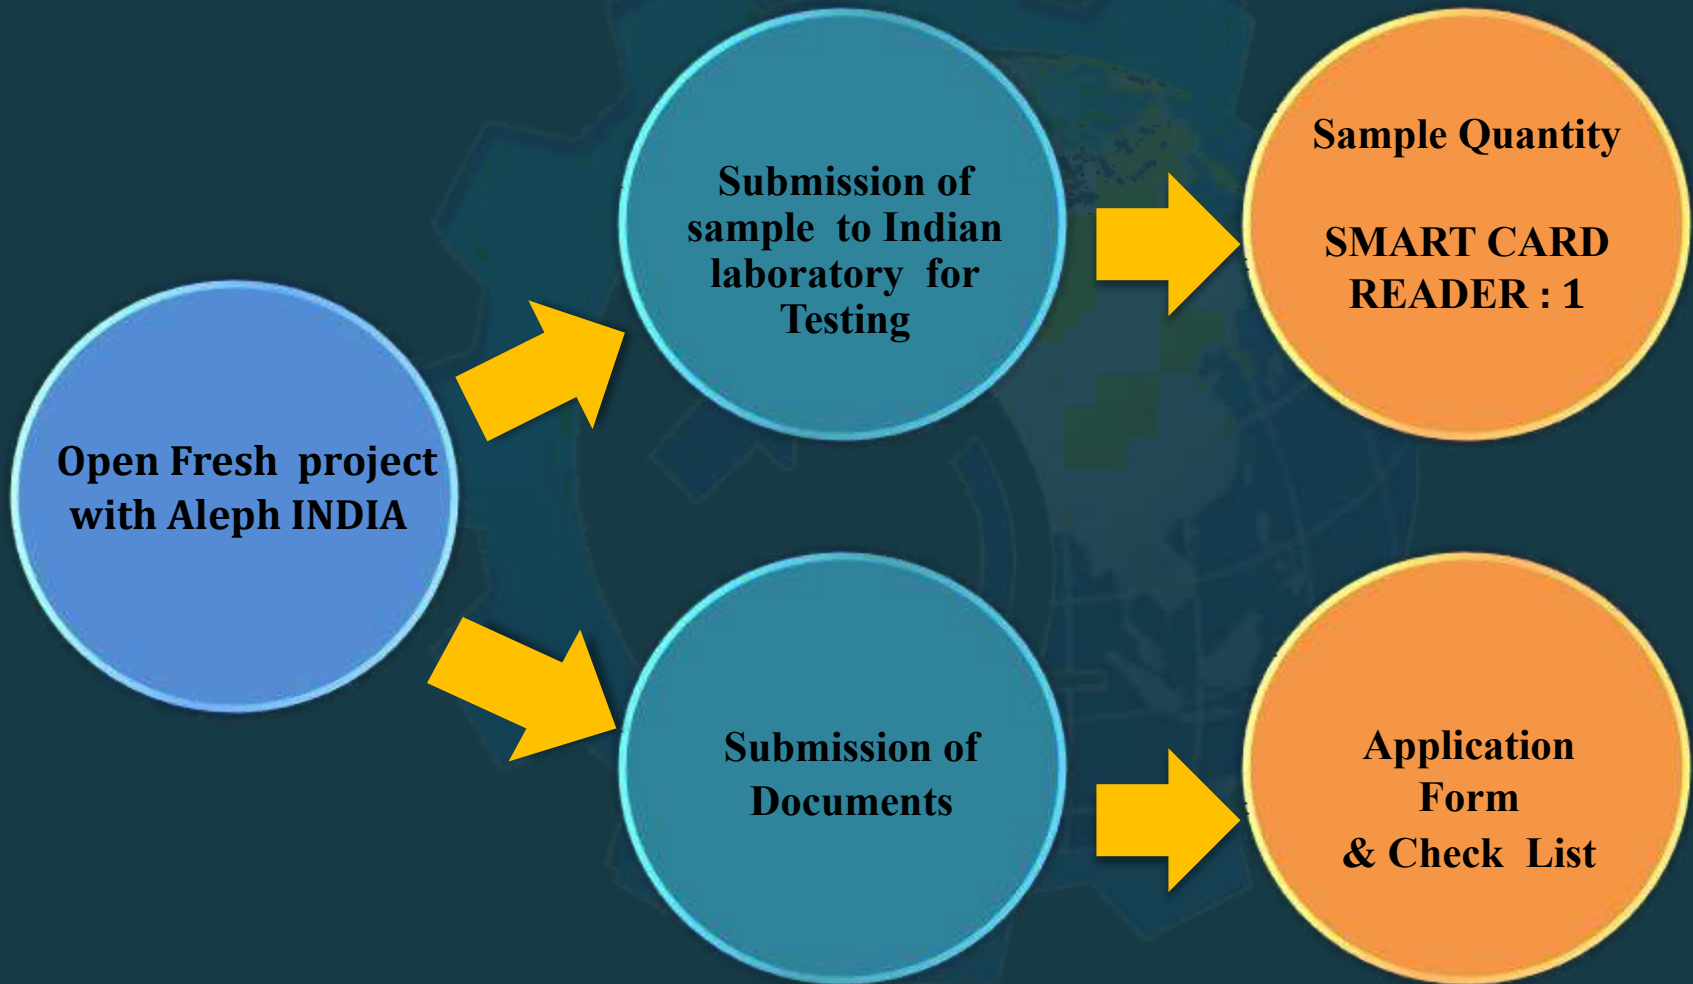 Open Fresh project
with Aleph INDIA
Submission of
sample to Indian
laboratory for
Testing
Sample Quantity
SMART CARD
READER : 1
Submission of
Documents
Application
Form
& Check List